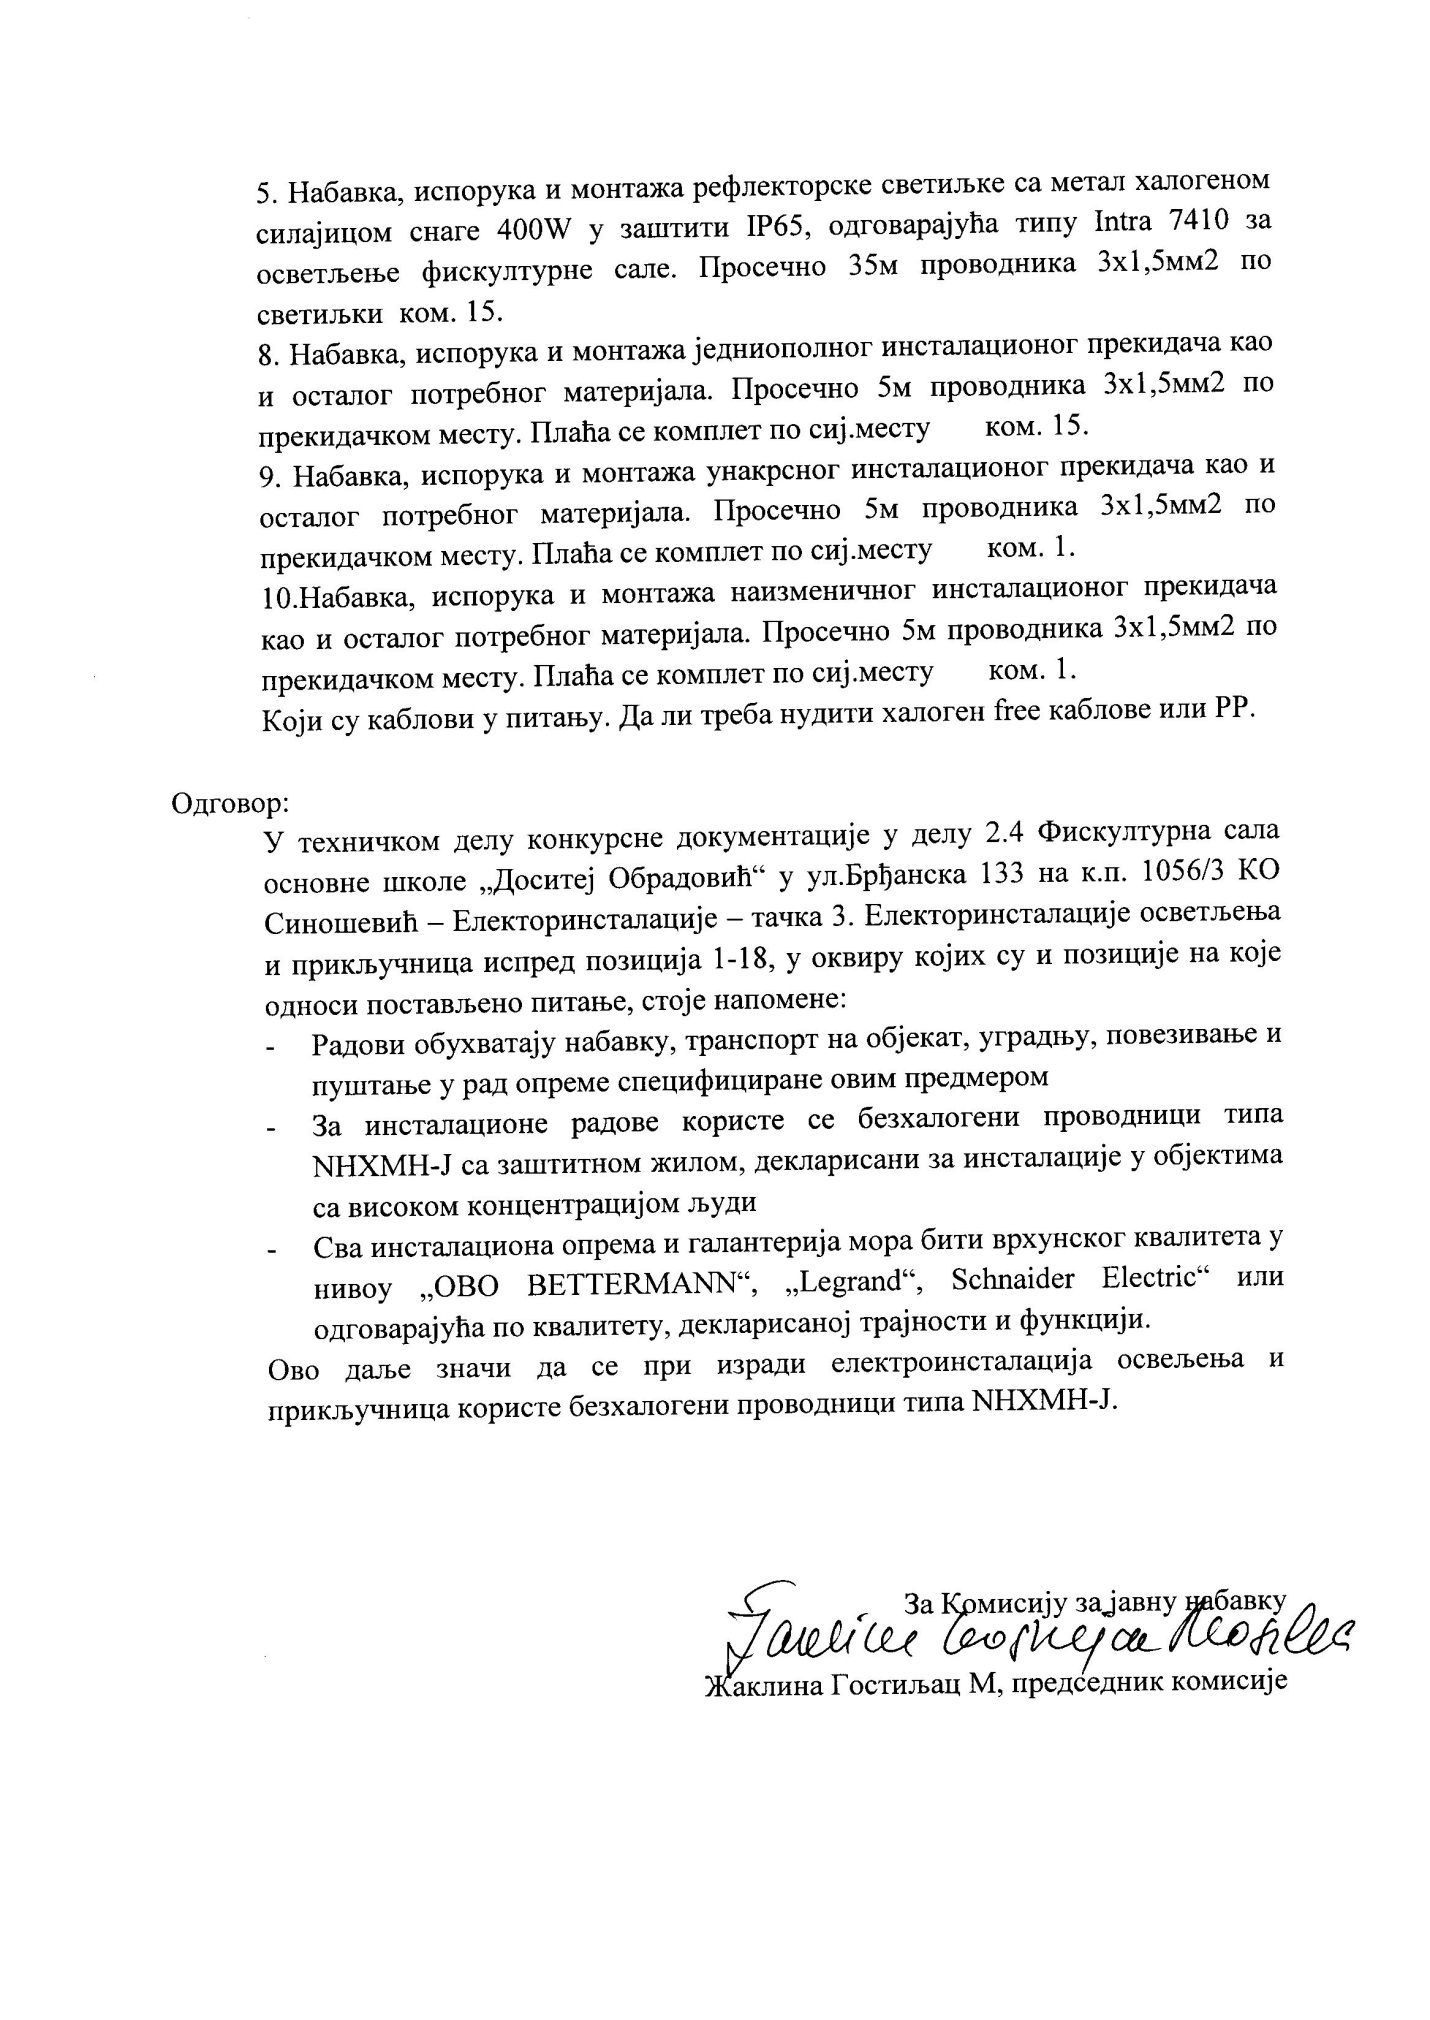 5. Набавка, испорука и монтажа рефлекторске светиљке са метал халогеном
силајицом снаге 400W у заштити IP65, одговарајућа типу Intra 7410 за
осветљење фискултурне сале. Просечно 35м проводника 3х1,5мм2 по
светиљки ком. 15.
8. Набавка, испорука и монтажа једниополног инсталационог прекидача као
и осталог потребног материјала. Просечно 5м проводника 3х1,5мм2 по
прекидачком месту. Плаћа се комплет по сиј.месту ком. 15.
9. Набавка, испорука и монтажа унакрсног инсталационог прекидача као и
осталог потребног материјала. Просечно 5м проводника 3х1,5мм2 по
прекидачком месту. Плаћа се комплет по сиј.месту ком. 1.
10.Набавка, испорука и монтажа наизменичног инсталационог прекидача
као и осталог потребног материјала. Просечно 5м проводника 3х1,5мм2 по
прекидачком месту. Плаћа се комплет по сиј.месту ком. 1.
Који су каблови у питању. Да ли треба нудити халоген free каблове или PP.
Одговор:
У техничком делу конкурсне документације у делу 2.4 Фискултурна сала
основне школе „Доситеј Обрадовић“ у ул.Брђанска 133 на к.п. 1056/3 КО
Синошевић – Електоринсталације – тачка 3. Електоринсталације осветљења
и прикључница испред позиција 1-18, у оквиру којих су и позиције на које
односи постављено питање, стоје напомене:
- Радови обухватају набавку, транспорт на објекат, уградњу, повезивање и
пуштање у рад опреме специфициране овим предмером
- За инсталационе радове користе се безхалогени проводници типа
NHXMH-J са заштитном жилом, декларисани за инсталације у објектима
са високом концентрацијом људи
- Сва инсталациона опрема и галантерија мора бити врхунског квалитета у
нивоу „OBO BETTERMANN“, „Legrand“, Schnaider Electric“ или
одговарајућа по квалитету, декларисаној трајности и функцији.
Ово даље значи да се при изради електроинсталација освељења и
прикључница користе безхалогени проводници типа NHXMH-J.
За Комисију за јавну набавку
Жаклина Гостиљац М, председник комисије